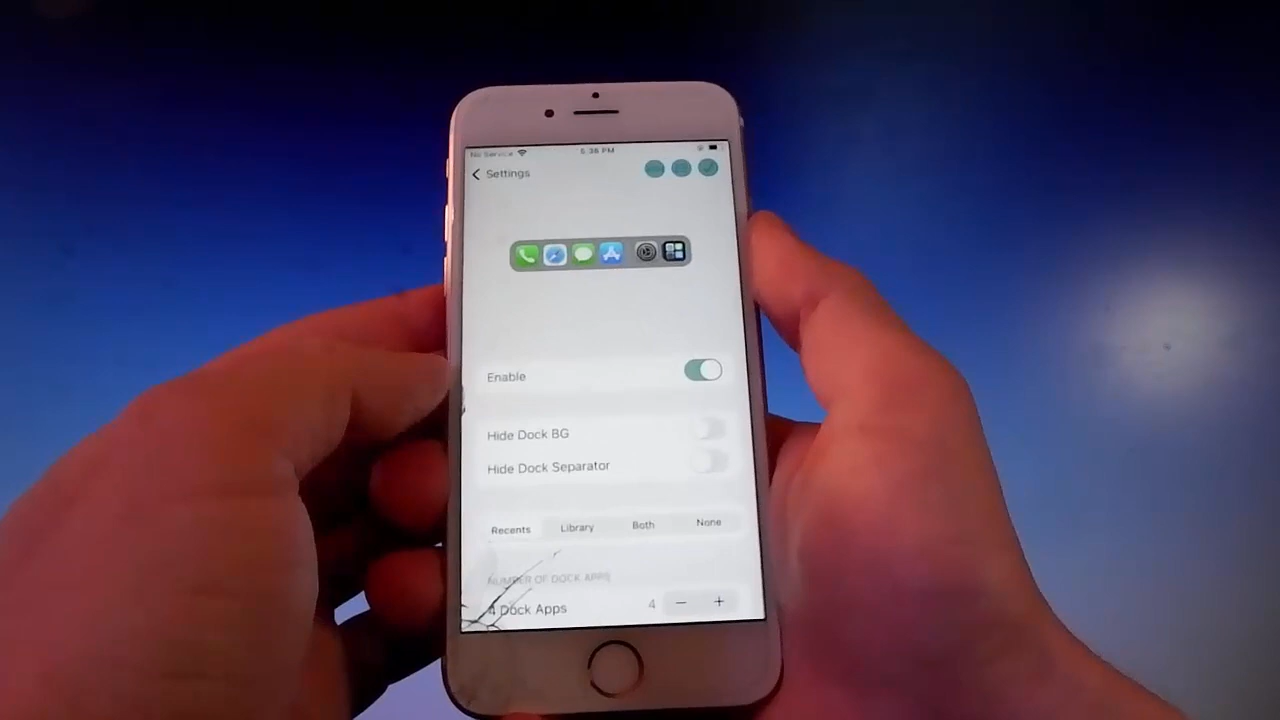 No Service
5:36 PM
Settings
Enable
Hide Dock BG
Hide Dock Separator
Recents Library Both None
NUMBER OF DOCK APPS
4 Dock Apps 4 − +